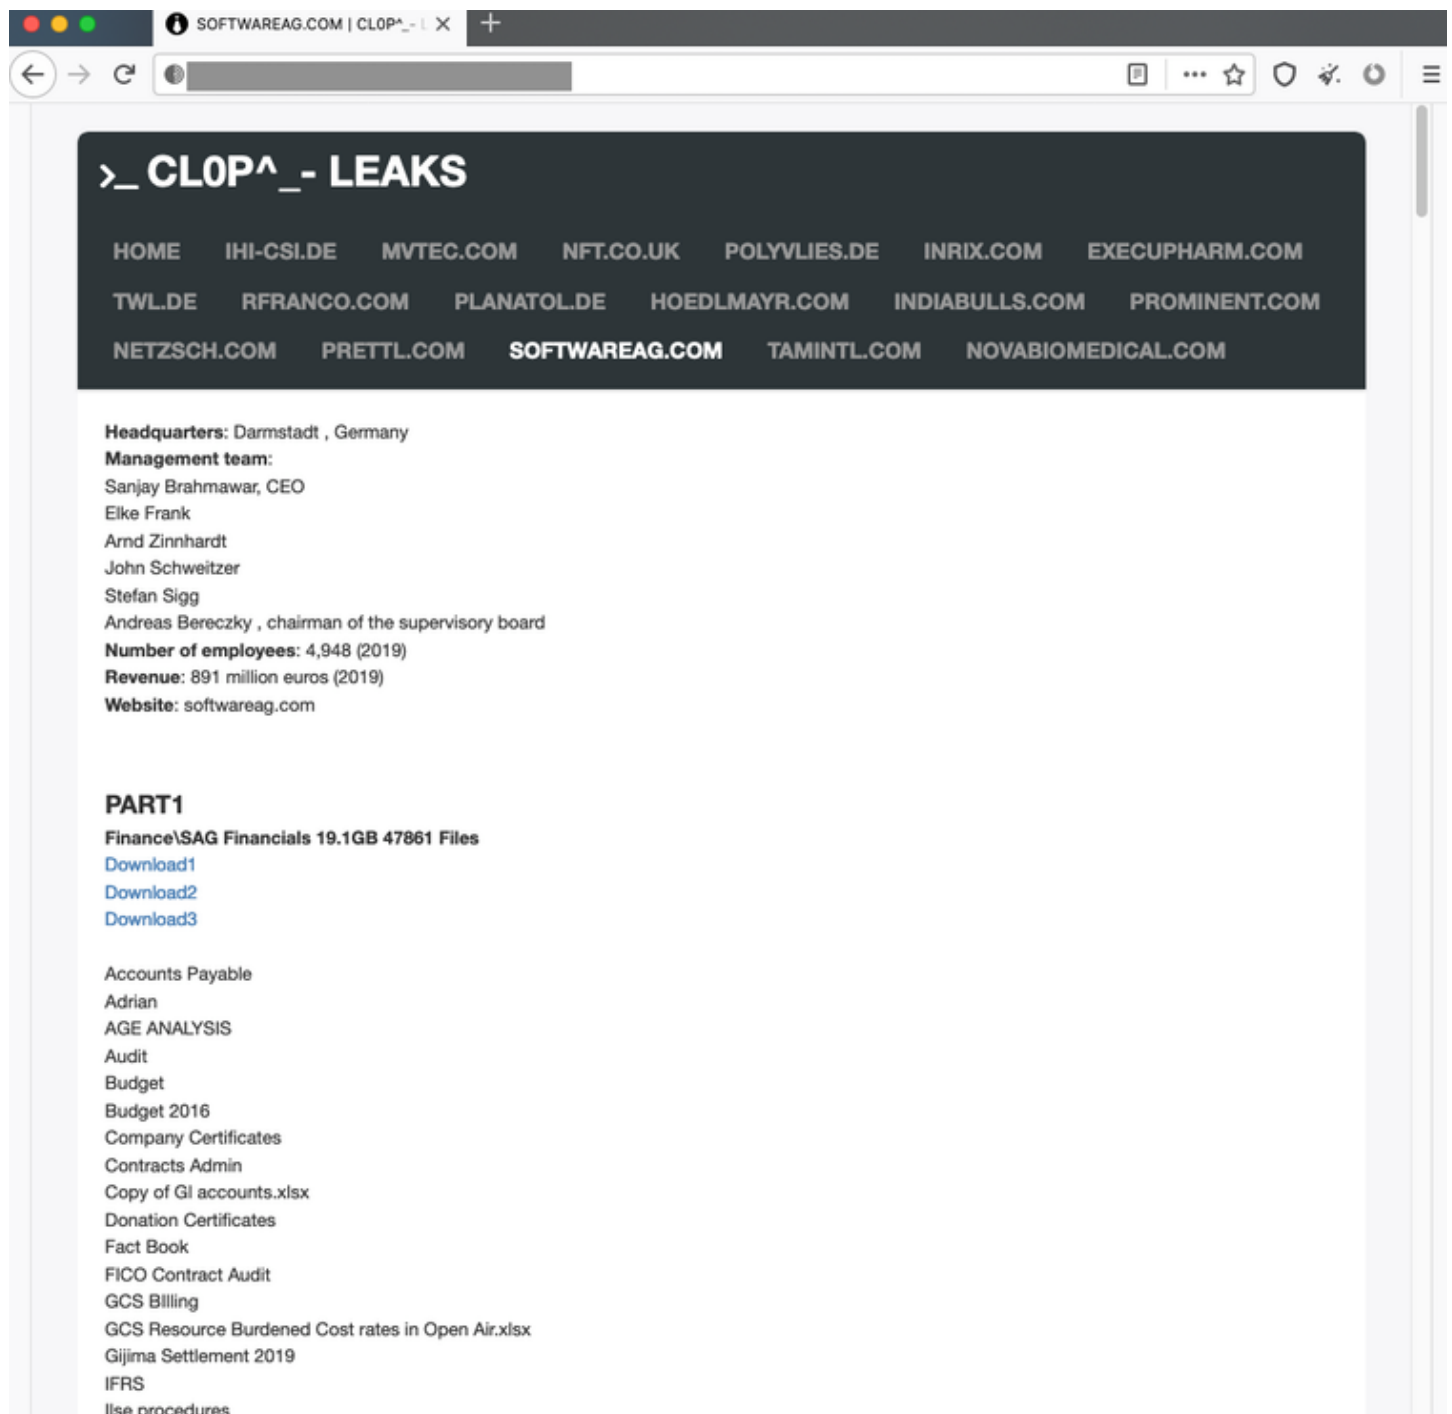 SOFTWAREAG.COM | CL0P^_- L
>_ CL0P^_- LEAKS
HOME IHI-CSI.DE MVTEC.COM NFT.CO.UK POLYVLIES.DE INRIX.COM EXECUPHARM.COM
TWL.DE RFRANCO.COM PLANATOL.DE HOEDLMAYR.COM INDIABULLS.COM PROMINENT.COM
NETZSCH.COM PRETTL.COM SOFTWAREAG.COM TAMINTL.COM NOVABIOMEDICAL.COM
Headquarters: Darmstadt , Germany
Management team:
Sanjay Brahmawar, CEO
Elke Frank
Arnd Zinnhardt
John Schweitzer
Stefan Sigg
Andreas Bereczky , chairman of the supervisory board
Number of employees: 4,948 (2019)
Revenue: 891 million euros (2019)
Website: softwareag.com
PART1
Finance\SAG Financials 19.1GB 47861 Files
Download1
Download2
Download3
Accounts Payable
Adrian
AGE ANALYSIS
Audit
Budget
Budget 2016
Company Certificates
Contracts Admin
Copy of Gl accounts.xlsx
Donation Certificates
Fact Book
FICO Contract Audit
GCS BIlling
GCS Resource Burdened Cost rates in Open Air.xlsx
Gijima Settlement 2019
IFRS
Ilse procedures